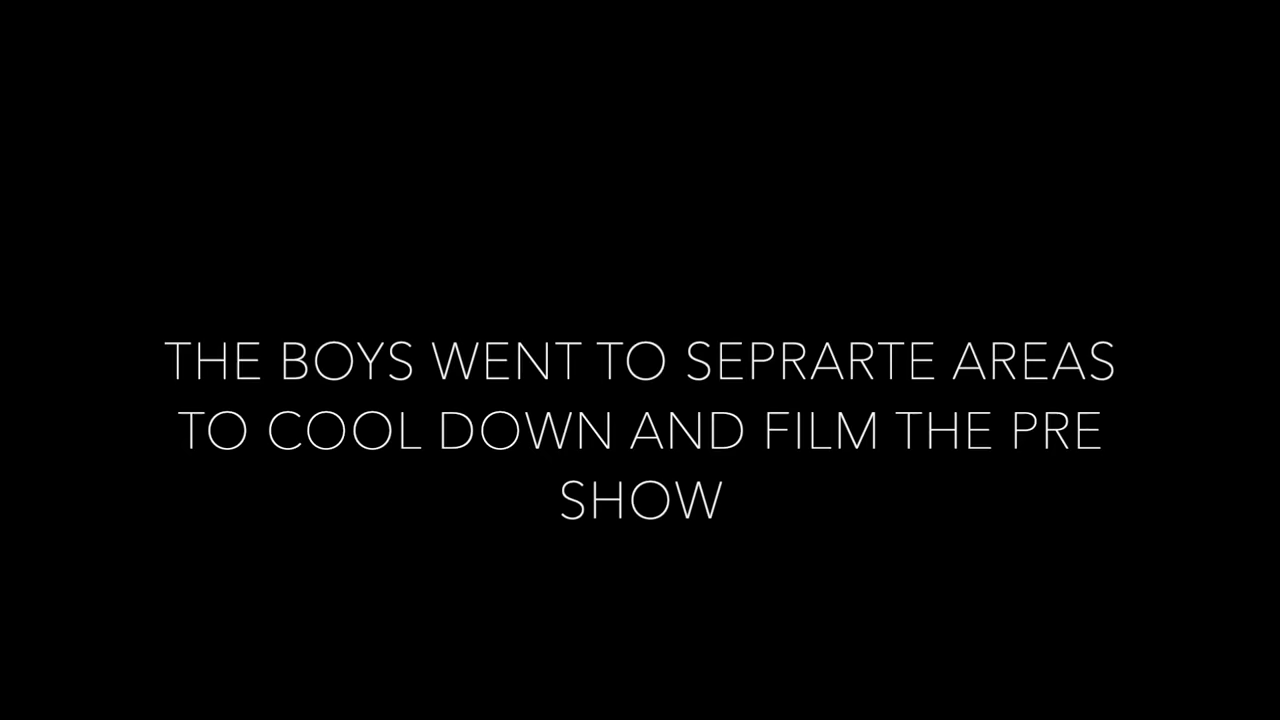 THE BOYS WENT TO SEPRARTE AREAS
TO COOL DOWN AND FILM THE PRE
SHOW